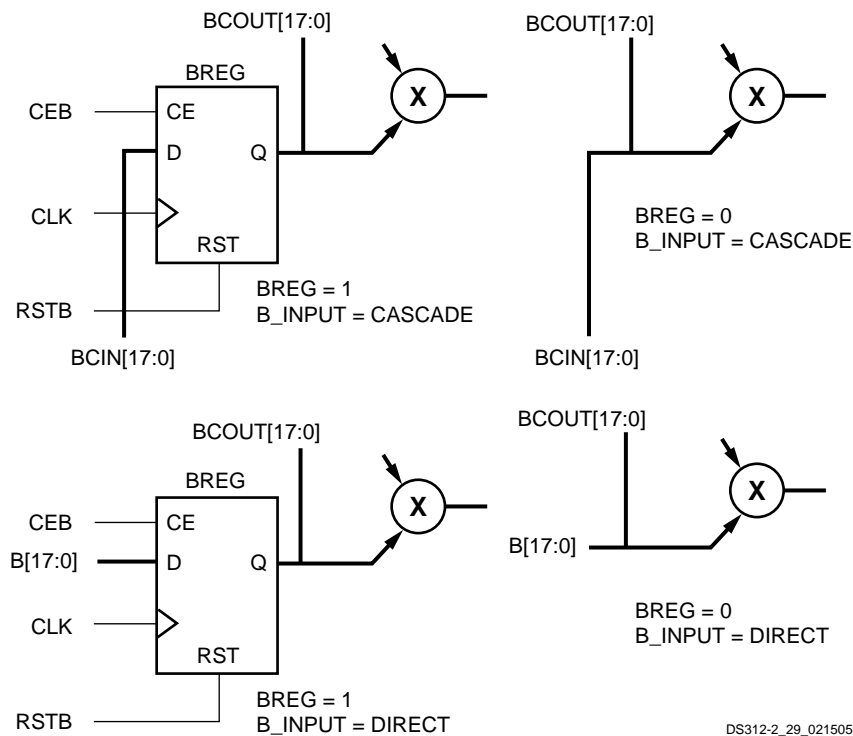 BCOUT[17:0]
BREG
X
CEB
CE
D
Q
CLK
RST
RSTB
BREG = 1
B_INPUT = CASCADE
BCIN[17:0]
BCOUT[17:0]
X
BREG = 0
B_INPUT = CASCADE
BCIN[17:0]
BCOUT[17:0]
BREG
X
CEB
CE
B[17:0]
D
Q
CLK
RST
RSTB
BREG = 1
B_INPUT = DIRECT
BCOUT[17:0]
X
B[17:0]
BREG = 0
B_INPUT = DIRECT
DS312-2_29_021505